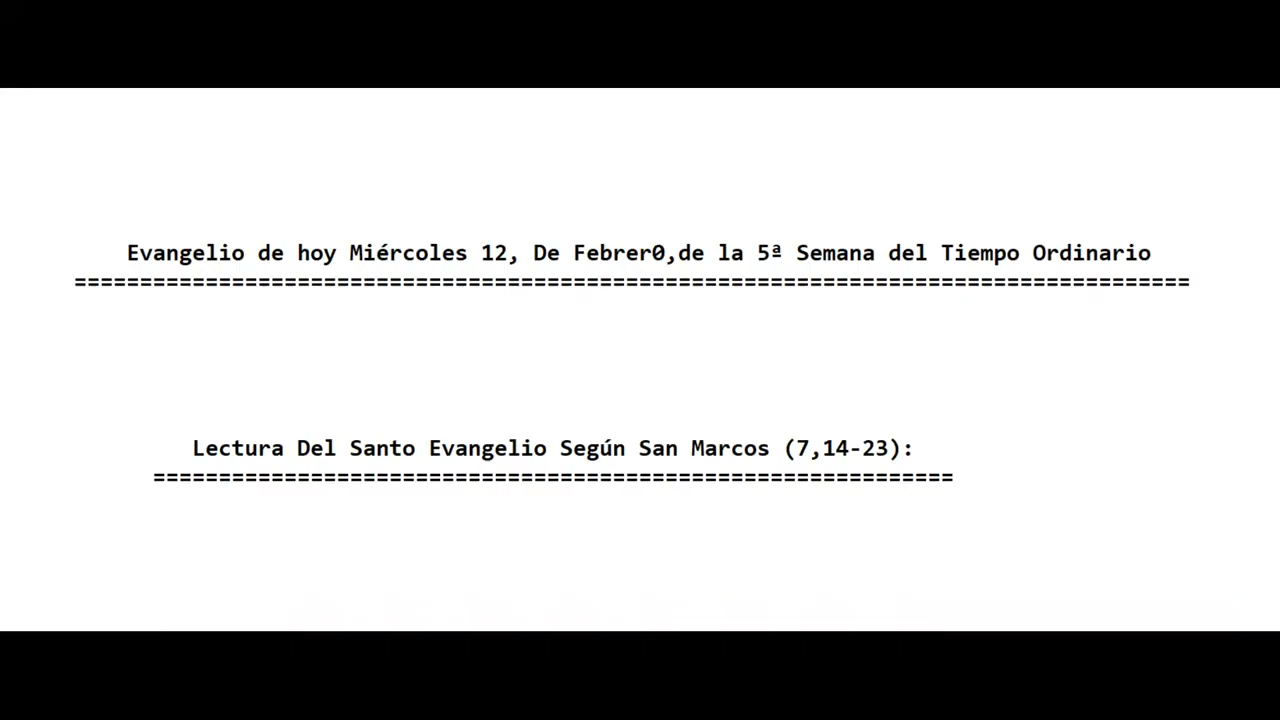 Evangelio de hoy Miércoles 12, De Febrer0,de la 5ª Semana del Tiempo Ordinario
=====================================================================================
Lectura Del Santo Evangelio Según San Marcos (7,14-23):
=============================================================